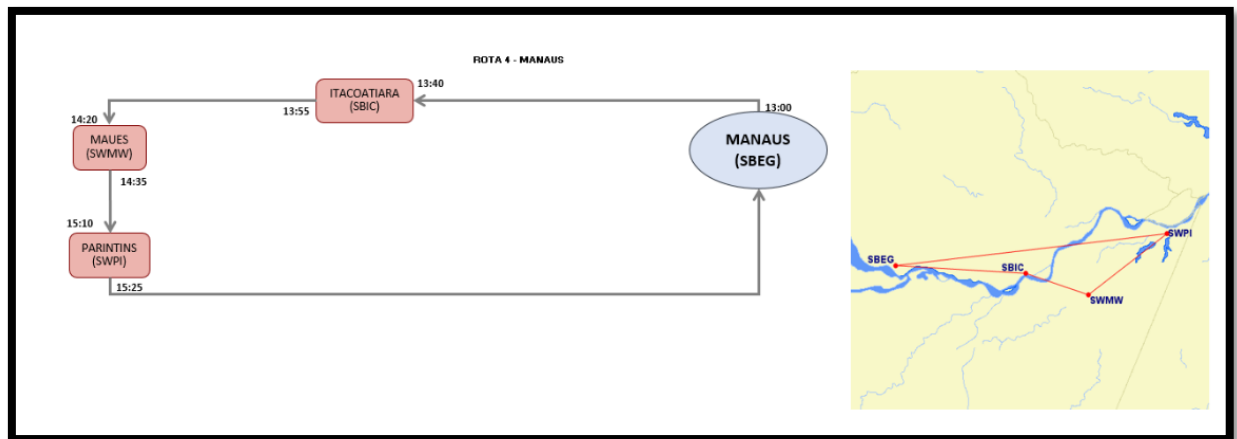 ROTA 4 - MANAUS
13:00
MANAUS
(SBEG)
13:40
ITACOATIARA
(SBIC)
13:55
14:20
MAUES
(SWMW)
14:35
15:10
PARINTINS
(SWPI)
15:25
SBEG
SBIC
SWMW
SWPI